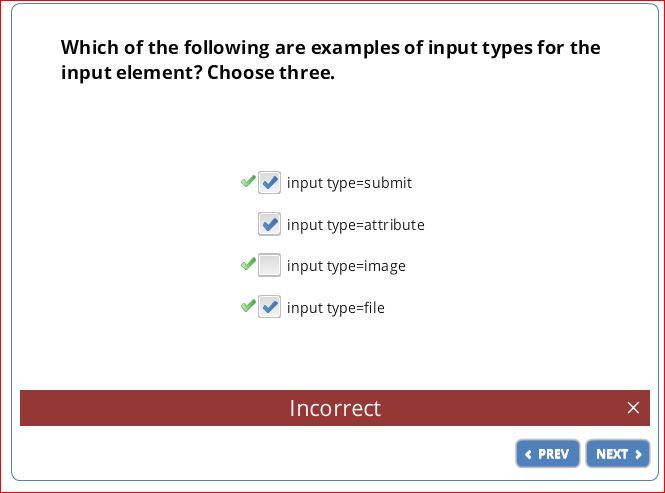 Which of the following are examples of input types for the
input element? Choose three.
input type=submit
input type=attribute
input type=image
input type=file
Incorrect
PREV NEXT